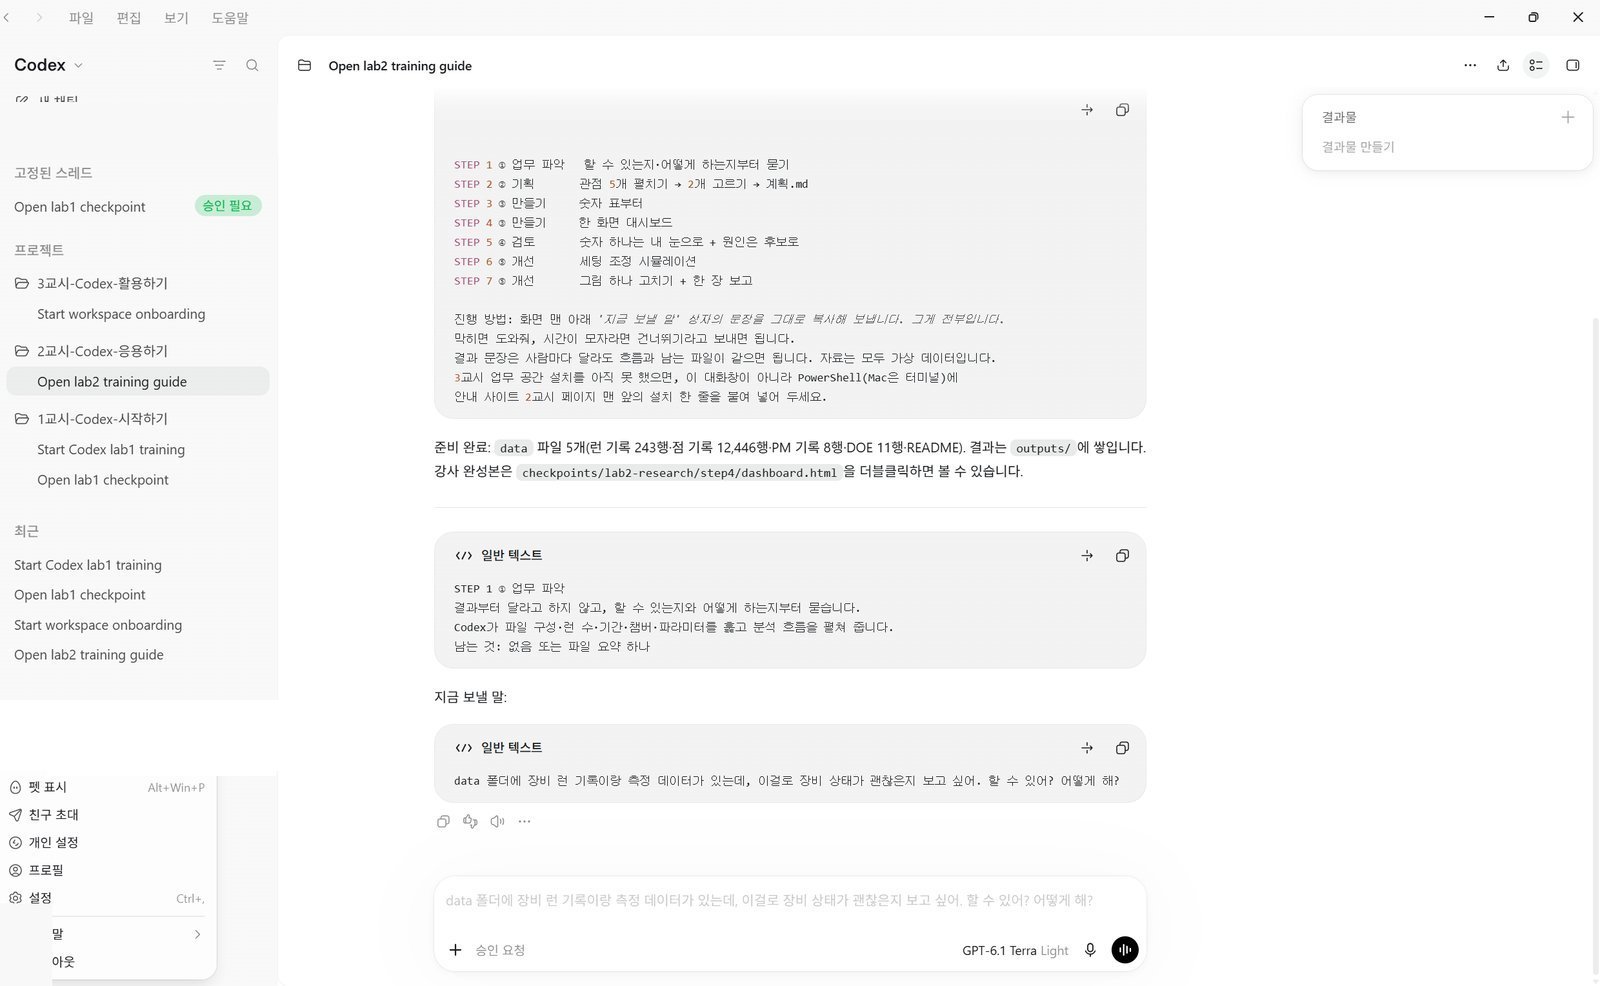 파일 편집 보기 도움말
Codex
고정된 스레드
Open lab1 checkpoint 승인 필요
프로젝트
3교시-Codex-활용하기
Start workspace onboarding
2교시-Codex-응용하기
Open lab2 training guide
1교시-Codex-시작하기
Start Codex lab1 training
Open lab1 checkpoint
최근
Start Codex lab1 training
Open lab1 checkpoint
Start workspace onboarding
Open lab2 training guide
펫 표시 Alt+Win+P
친구 초대
개인 설정
프로필
설정 Ctrl+,
말
아웃
Open lab2 training guide
STEP 1 ① 업무 파악 할 수 있는지·어떻게 하는지부터 묻기
STEP 2 ② 기획 관점 5개 펼치기 → 2개 고르기 → 계획.md
STEP 3 ③ 만들기 숫자 표부터
STEP 4 ③ 만들기 한 화면 대시보드
STEP 5 ④ 검토 숫자 하나는 내 눈으로 + 원인은 후보로
STEP 6 ⑤ 개선 세팅 조정 시뮬레이션
STEP 7 ⑤ 개선 그림 하나 고치기 + 한 장 보고
진행 방법: 화면 맨 아래 '지금 보낼 말' 상자의 문장을 그대로 복사해 보냅니다. 그게 전부입니다.
막히면 도와줘, 시간이 모자라면 건너뛰기라고 보내면 됩니다.
결과 문장은 사람마다 달라도 흐름과 남는 파일이 같으면 됩니다. 자료는 모두 가상 데이터입니다.
3교시 업무 공간 설치를 아직 못 했으면, 이 대화창이 아니라 PowerShell(Mac은 터미널)에
안내 사이트 2교시 페이지 맨 앞의 설치 한 줄을 붙여 넣어 두세요.
준비 완료: data 파일 5개(런 기록 243행·점 기록 12,446행·PM 기록 8행·DOE 11행·README). 결과는 outputs/ 에 쌓입니다.
강사 완성본은 checkpoints/lab2-research/step4/dashboard.html 을 더블클릭하면 볼 수 있습니다.
일반 텍스트
STEP 1 ① 업무 파악
결과부터 달라고 하지 않고, 할 수 있는지와 어떻게 하는지부터 묻습니다.
Codex가 파일 구성·런 수·기간·챔버·파라미터를 훑고 분석 흐름을 펼쳐 줍니다.
남는 것: 없음 또는 파일 요약 하나
지금 보낼 말:
일반 텍스트
data 폴더에 장비 런 기록이랑 측정 데이터가 있는데, 이걸로 장비 상태가 괜찮은지 보고 싶어. 할 수 있어? 어떻게 해?
data 폴더에 장비 런 기록이랑 측정 데이터가 있는데, 이걸로 장비 상태가 괜찮은지 보고 싶어. 할 수 있어? 어떻게 해?
승인 요청 GPT-6.1 Terra Light
결과물
결과물 만들기